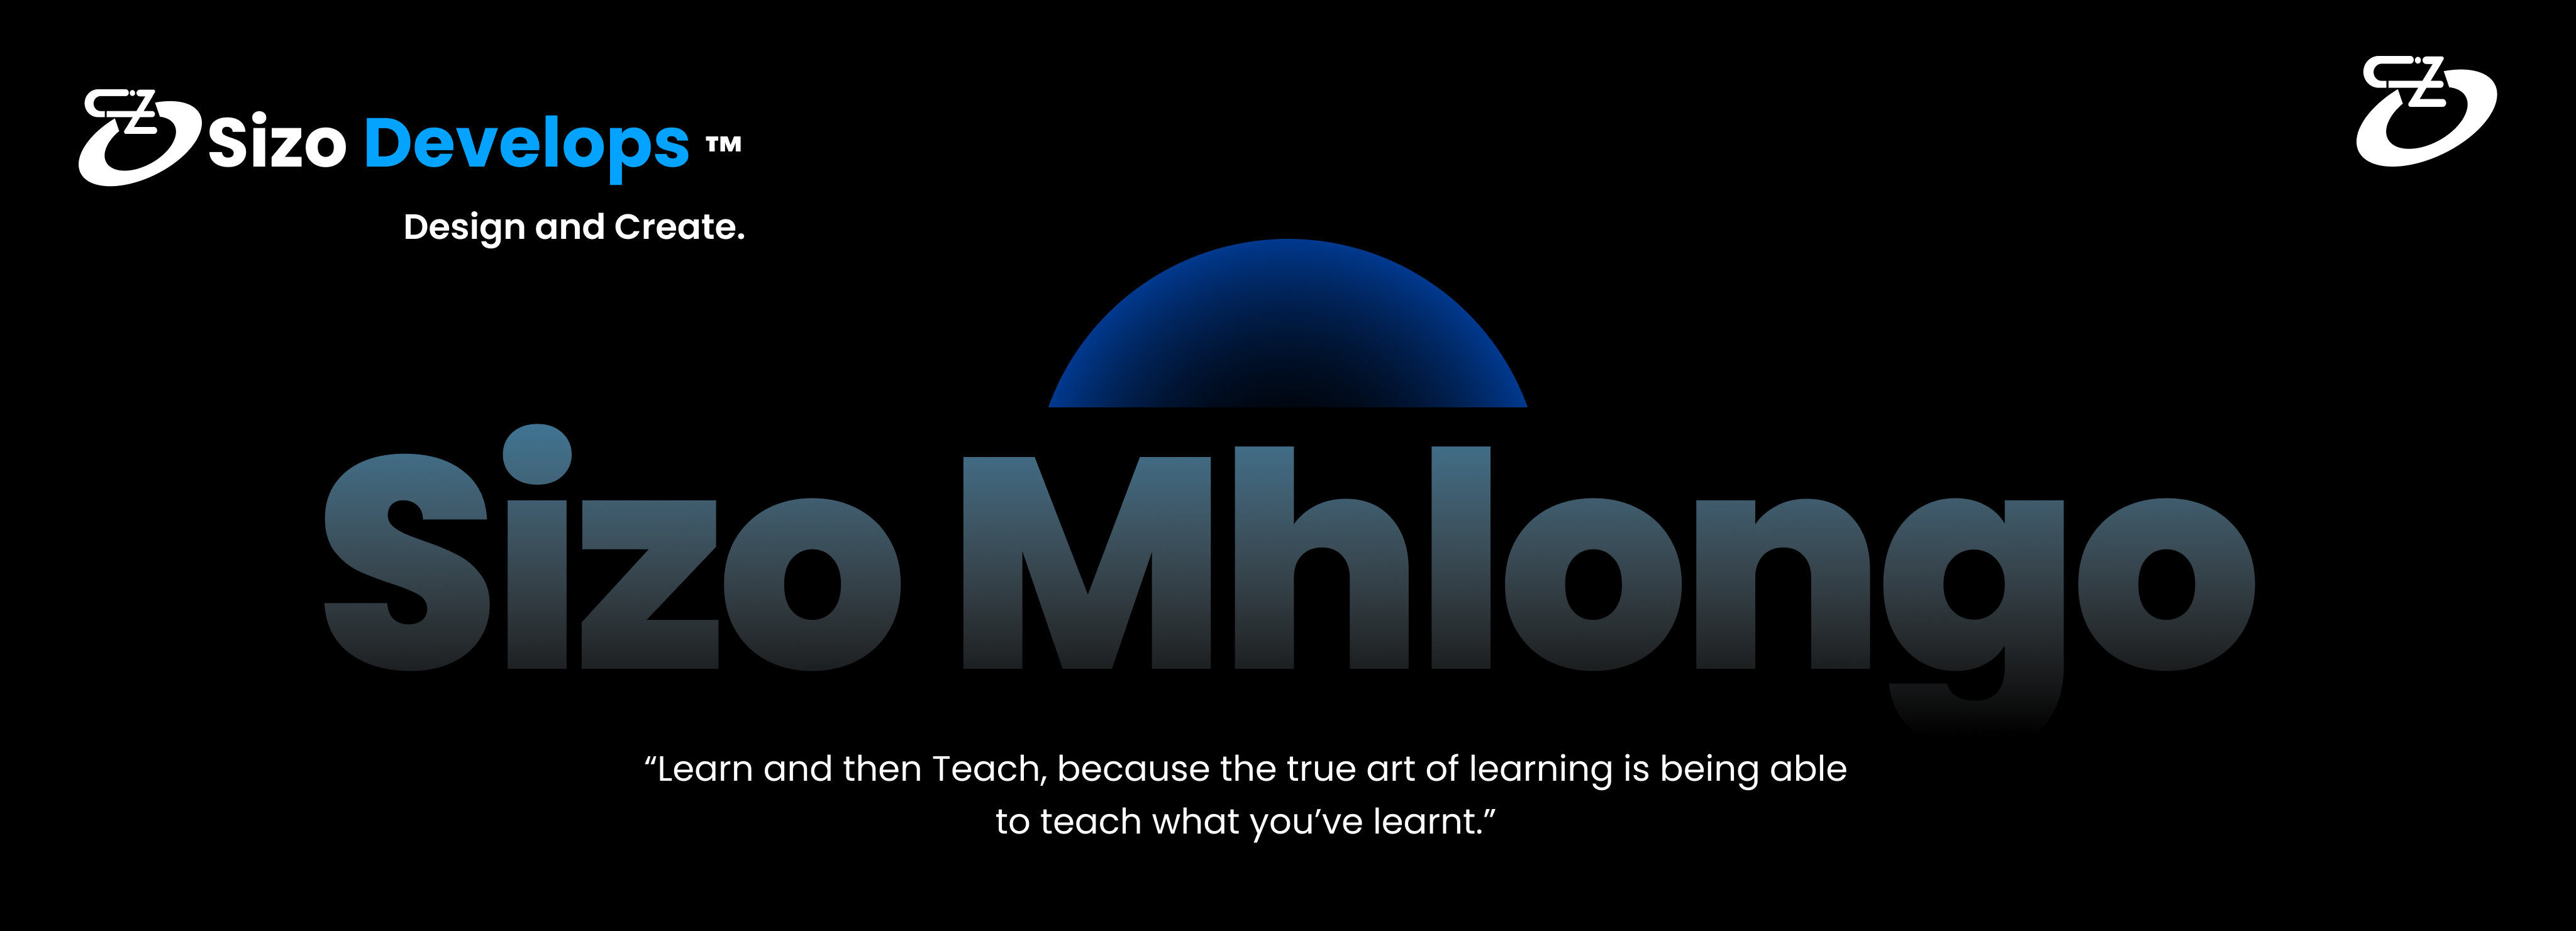 Sizo Develops ™
Design and Create.
Sizo Mhlongo
“Learn and then Teach, because the true art of learning is being able
to teach what you’ve learnt.”